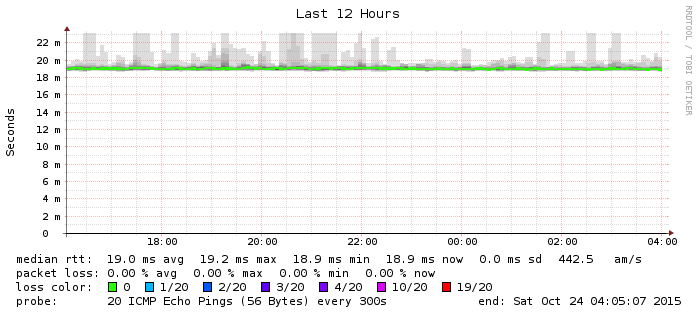 Last 12 Hours
RRDTOOL / TOBI OETIKER
Seconds
22 m
20 m
18 m
16 m
14 m
12 m
10 m
8 m
6 m
4 m
2 m
0
18:00 20:00 22:00 00:00 02:00 04:00
median rtt: 19.0 ms avg 19.2 ms max 18.9 ms min 18.9 ms now 0.0 ms sd 442.5 am/s
packet loss: 0.00 % avg 0.00 % max 0.00 % min 0.00 % now
loss color: 0 1/20 2/20 3/20 4/20 10/20 19/20
probe: 20 ICMP Echo Pings (56 Bytes) every 300s end: Sat Oct 24 04:05:07 2015